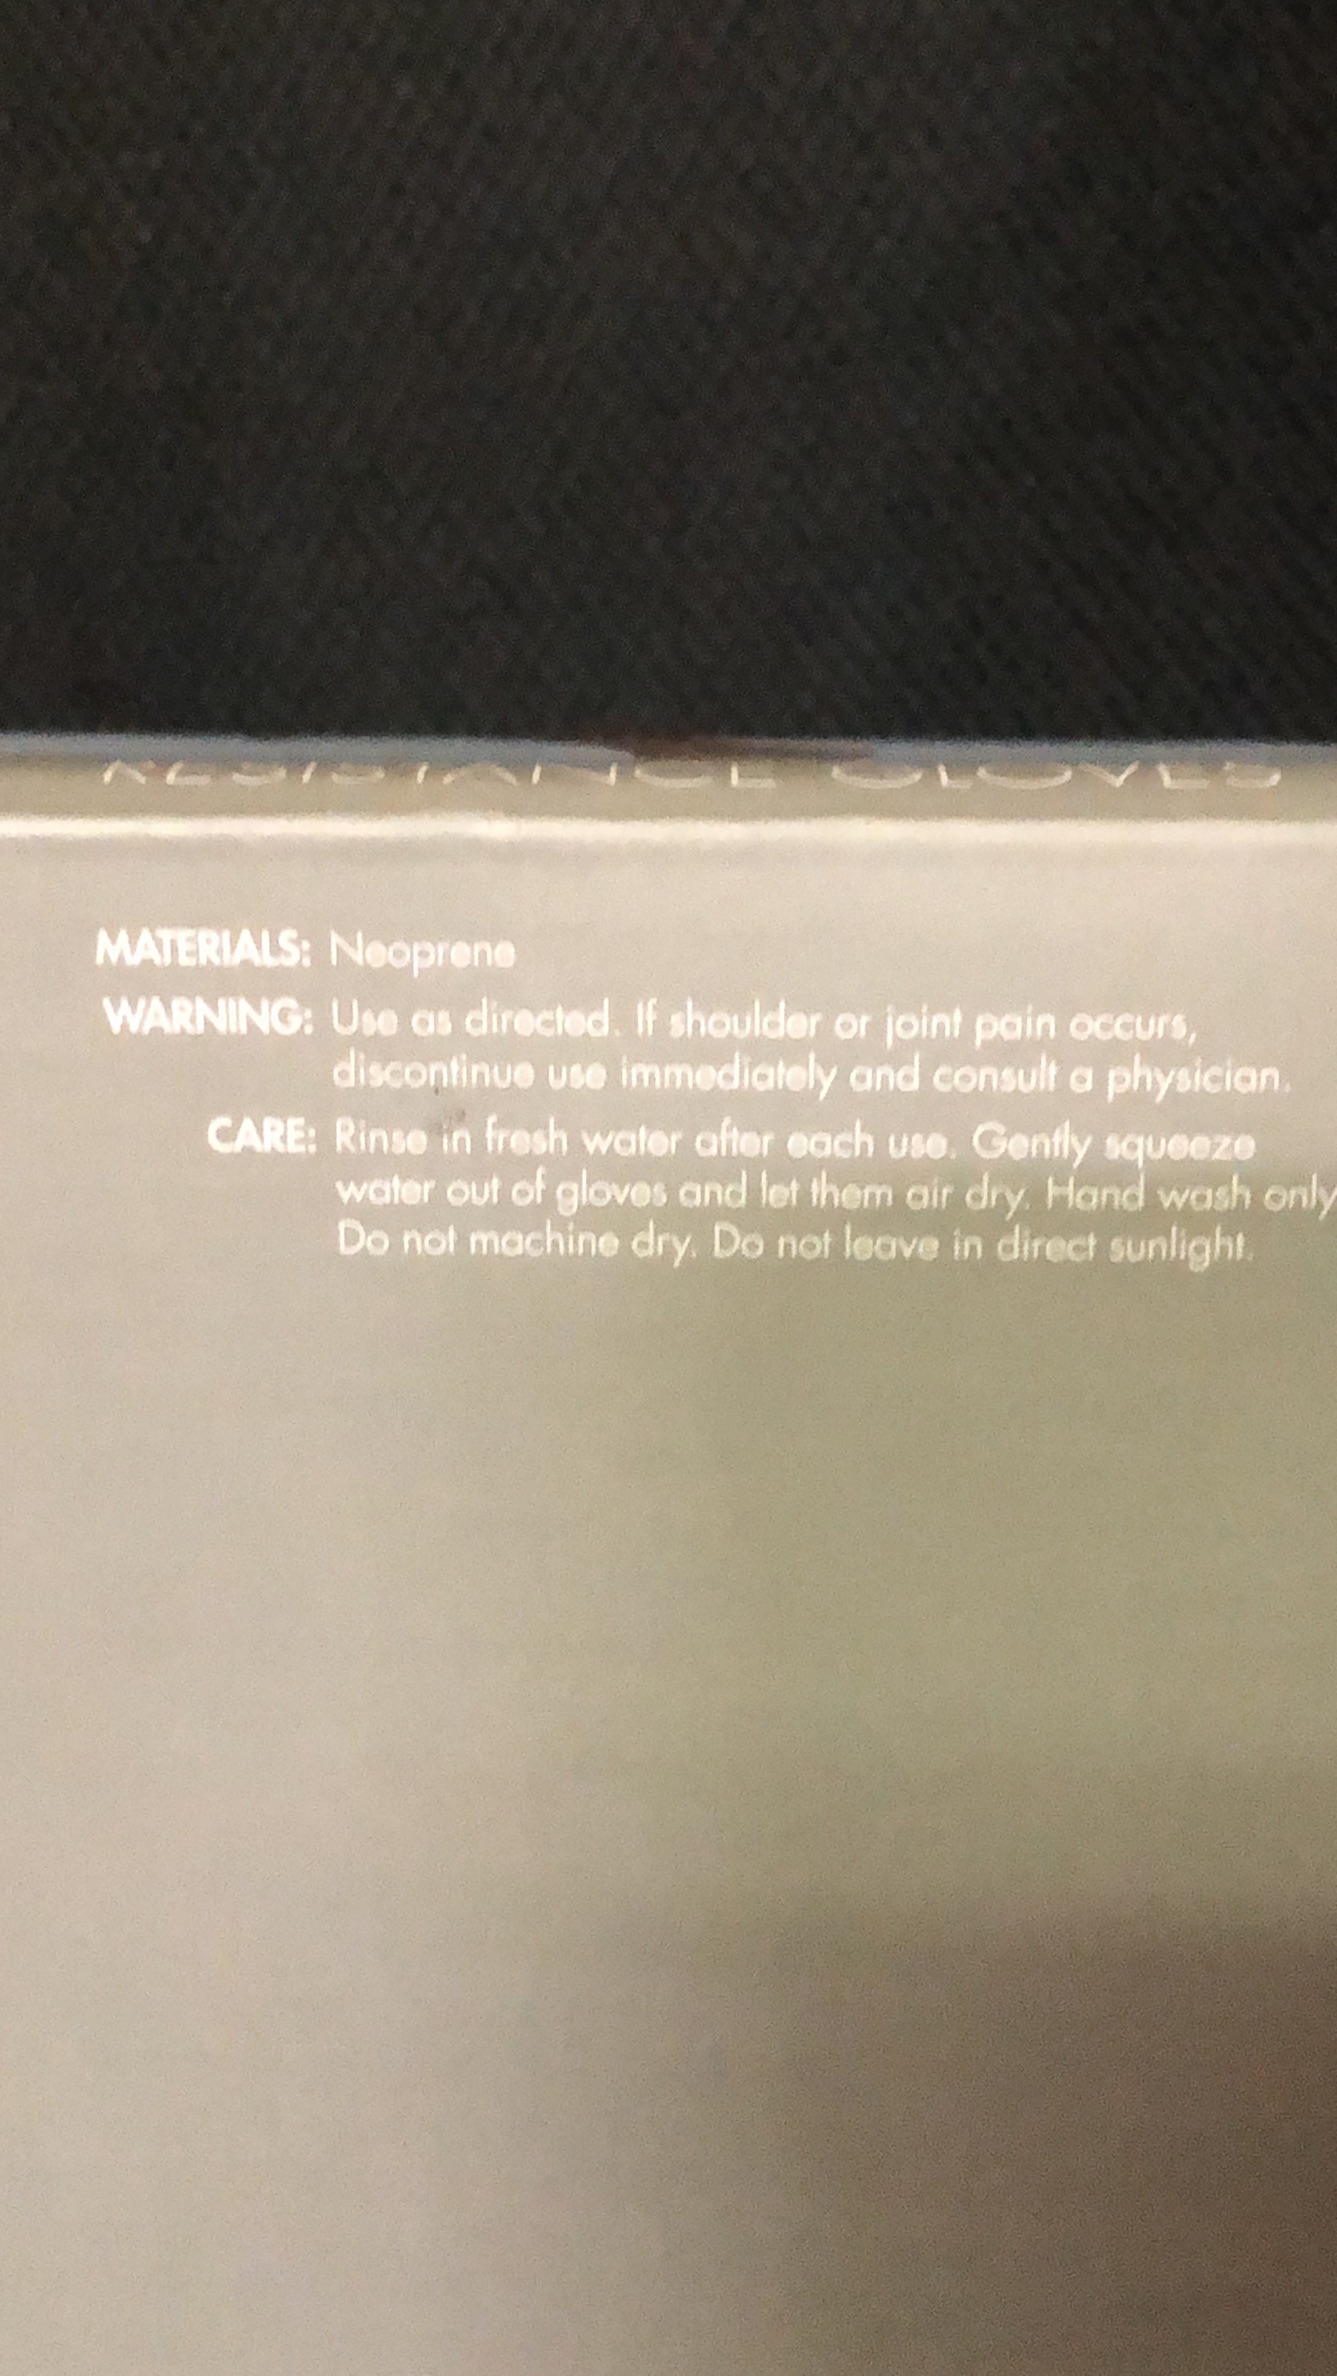 RESISTANCE GLOVES
MATERIALS: Neoprene
WARNING: Use as directed. If shoulder or joint pain occurs,
discontinue use immediately and consult a physician.
CARE: Rinse in fresh water after each use. Gently squeeze
water out of gloves and let them air dry. Hand wash only
Do not machine dry. Do not leave in direct sunlight.